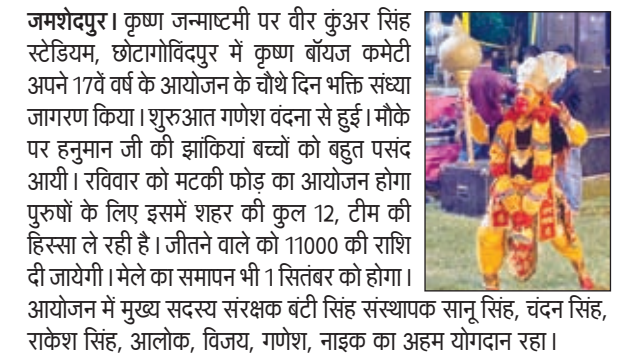 जमशेदपुर। कृष्ण जन्माष्टमी पर वीर कुंअर सिंह
स्टेडियम, छोटागोविंदपुर में कृष्ण बॉयज कमेटी
अपने 17वें वर्ष के आयोजन के चौथे दिन भक्ति संध्या
जागरण किया। शुरुआत गणेश वंदना से हुई। मौके
पर हनुमान जी की झांकियां बच्चों को बहुत पसंद
आयी। रविवार को मटकी फोड़ का आयोजन होगा
पुरुषों के लिए इसमें शहर की कुल 12, टीम की
हिस्सा ले रही है। जीतने वाले को 11000 की राशि
दी जायेगी। मेले का समापन भी 1 सितंबर को होगा।
आयोजन में मुख्य सदस्य संरक्षक बंटी सिंह संस्थापक सानू सिंह, चंदन सिंह,
राकेश सिंह, आलोक, विजय, गणेश, नाइक का अहम योगदान रहा।